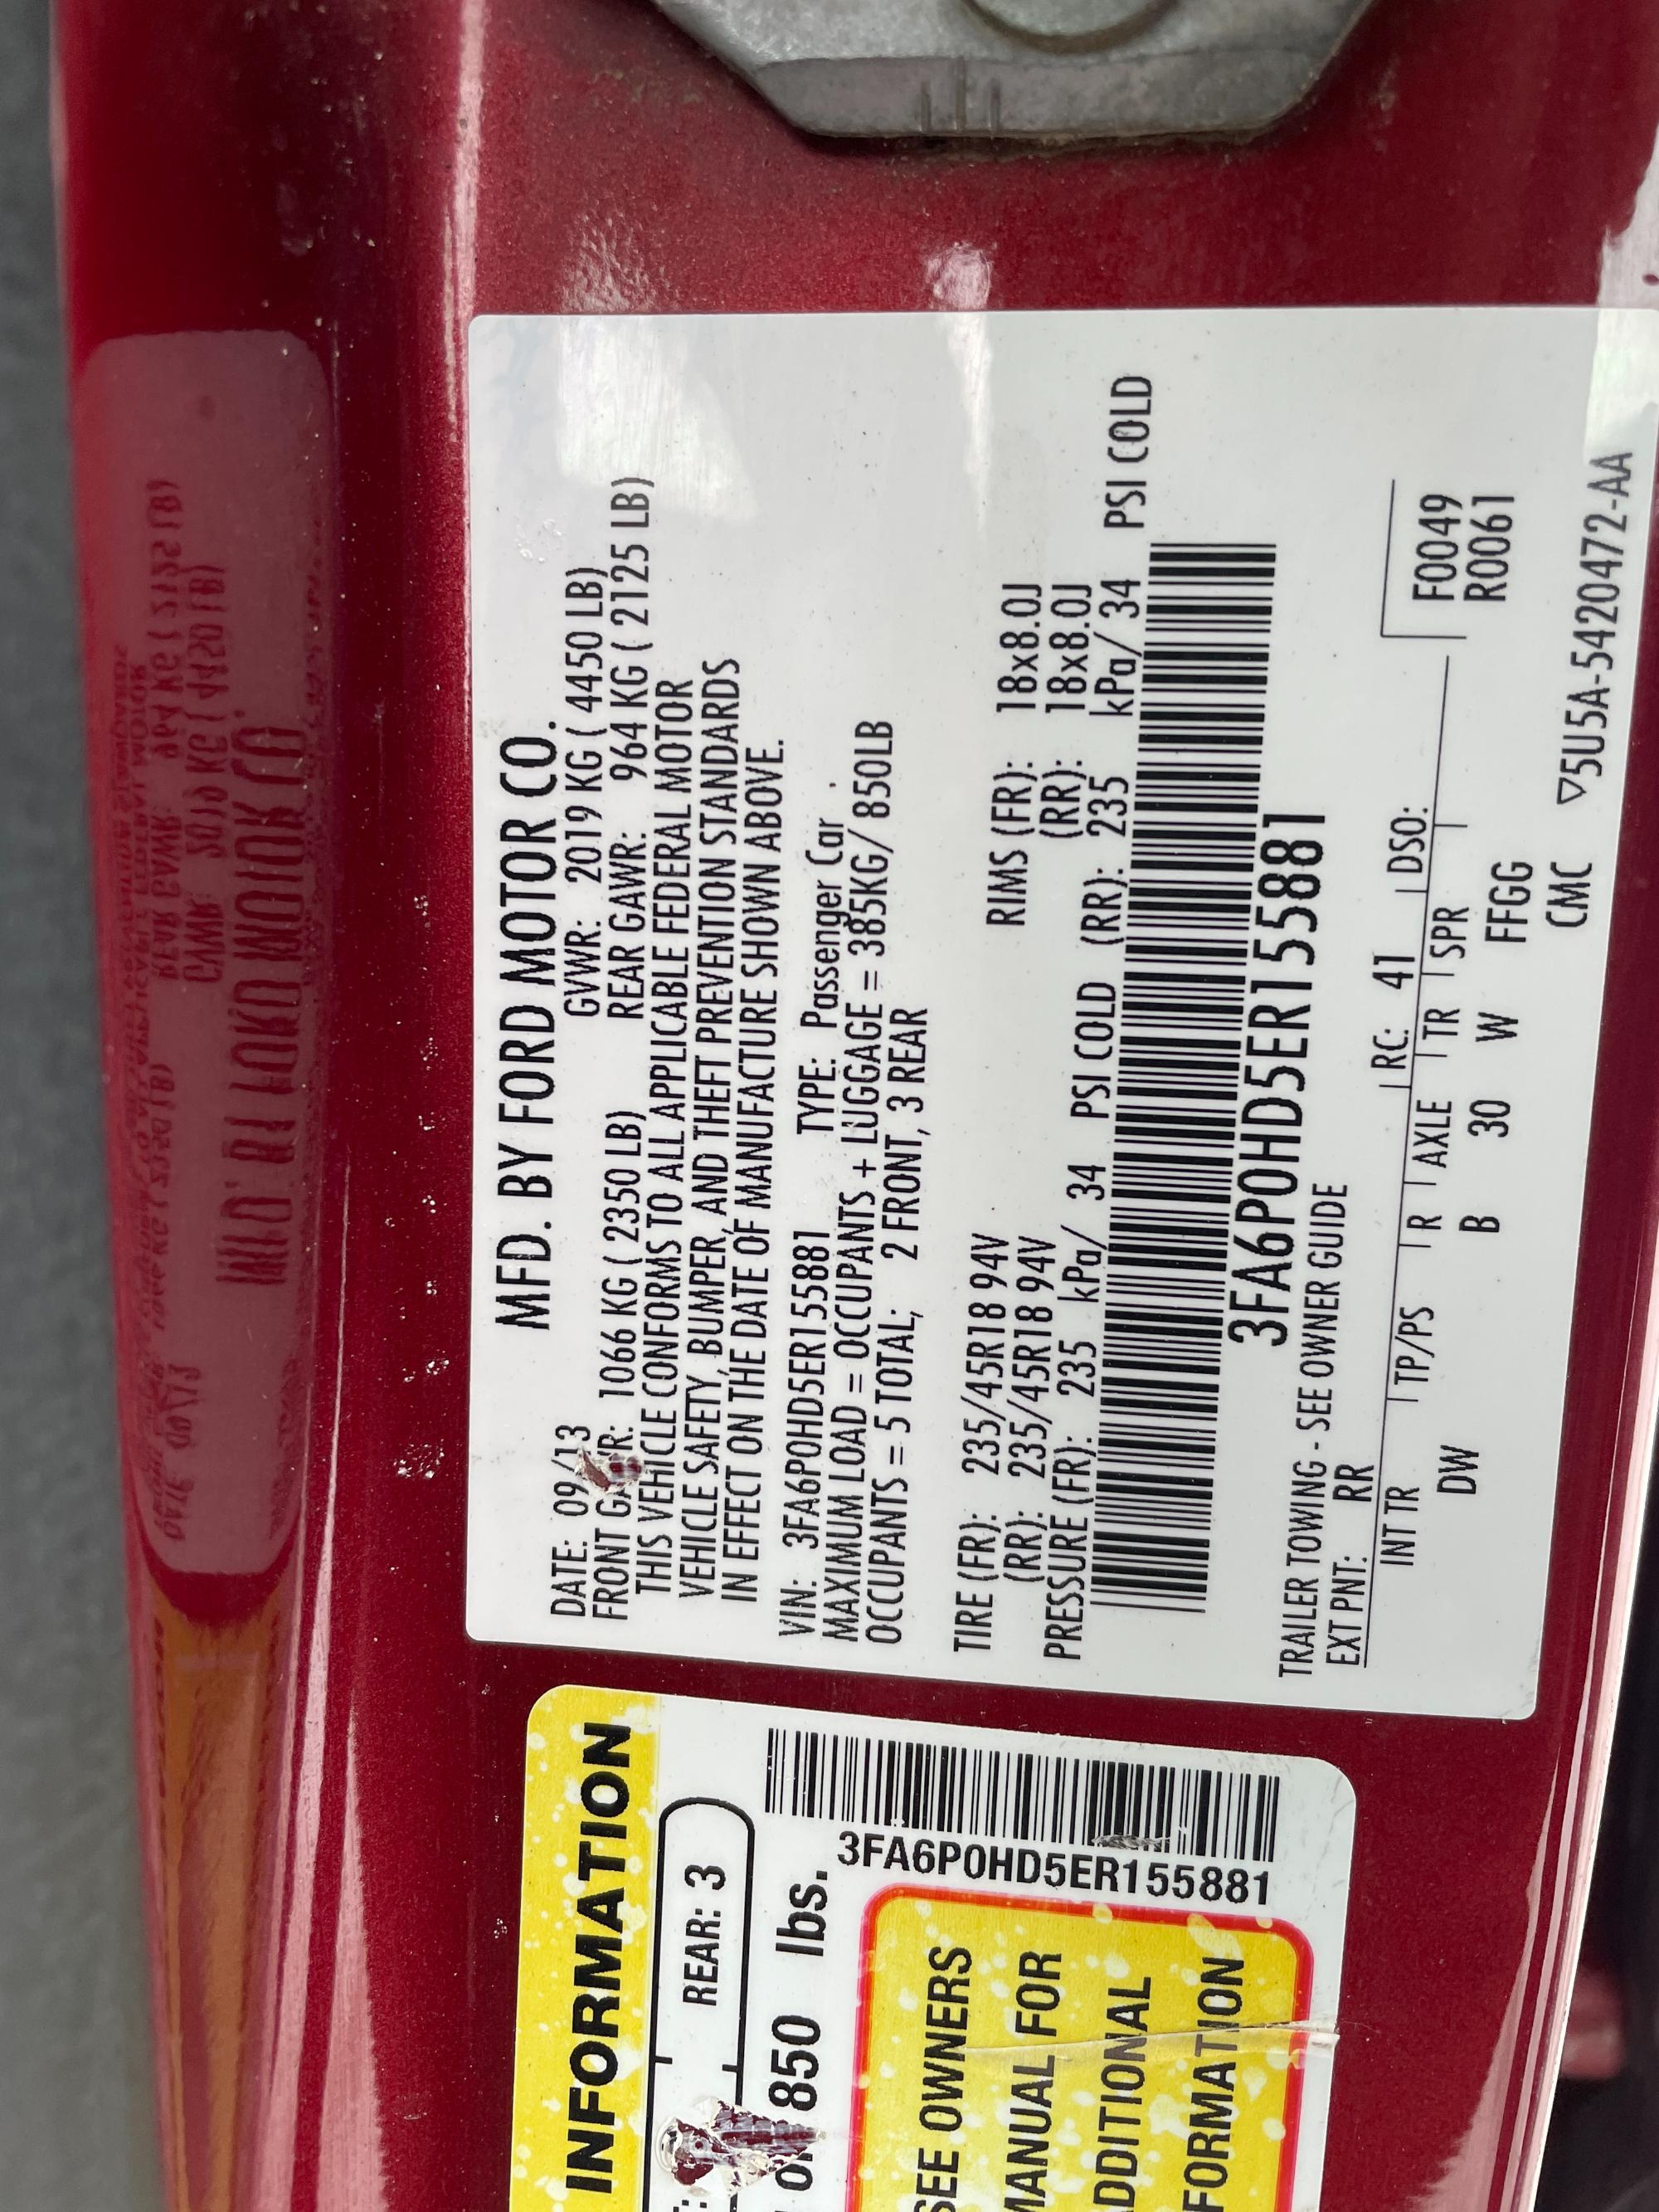 MFD. BY FORD MOTOR CO.
DATE: 09/13 GVWR: 2019 KG ( 4450 LB)
FRONT GAWR: 1066 KG ( 2350 LB) REAR GAWR: 964 KG ( 2125 LB)
THIS VEHICLE CONFORMS TO ALL APPLICABLE FEDERAL MOTOR
VEHICLE SAFETY, BUMPER, AND THEFT PREVENTION STANDARDS
IN EFFECT ON THE DATE OF MANUFACTURE SHOWN ABOVE.
VIN: 3FA6P0HD5ER155881 TYPE: Passenger Car
MAXIMUM LOAD = OCCUPANTS + LUGGAGE = 385KG/ 850LB
OCCUPANTS = 5 TOTAL; 2 FRONT, 3 REAR
TIRE (FR): 235/45R18 94V RIMS (FR): 18x8.0J
(RR): 235/45R18 94V (RR): 18x8.0J
PRESSURE (FR): 235 kPa/ 34 PSI COLD (RR): 235 kPa/ 34 PSI COLD
3FA6P0HD5ER155881
TRAILER TOWING - SEE OWNER GUIDE
EXT PNT: RR RC: 41 DSO:
INT TR TP/PS R AXLE TR SPR F0049
DW B 30 W FFGG R0061
CMC ▽5U5A-5420472-AA
INFORMATION
REAR: 3
850 lbs.
3FA6P0HD5ER155881
SEE OWNERS
MANUAL FOR
ADDITIONAL
INFORMATION